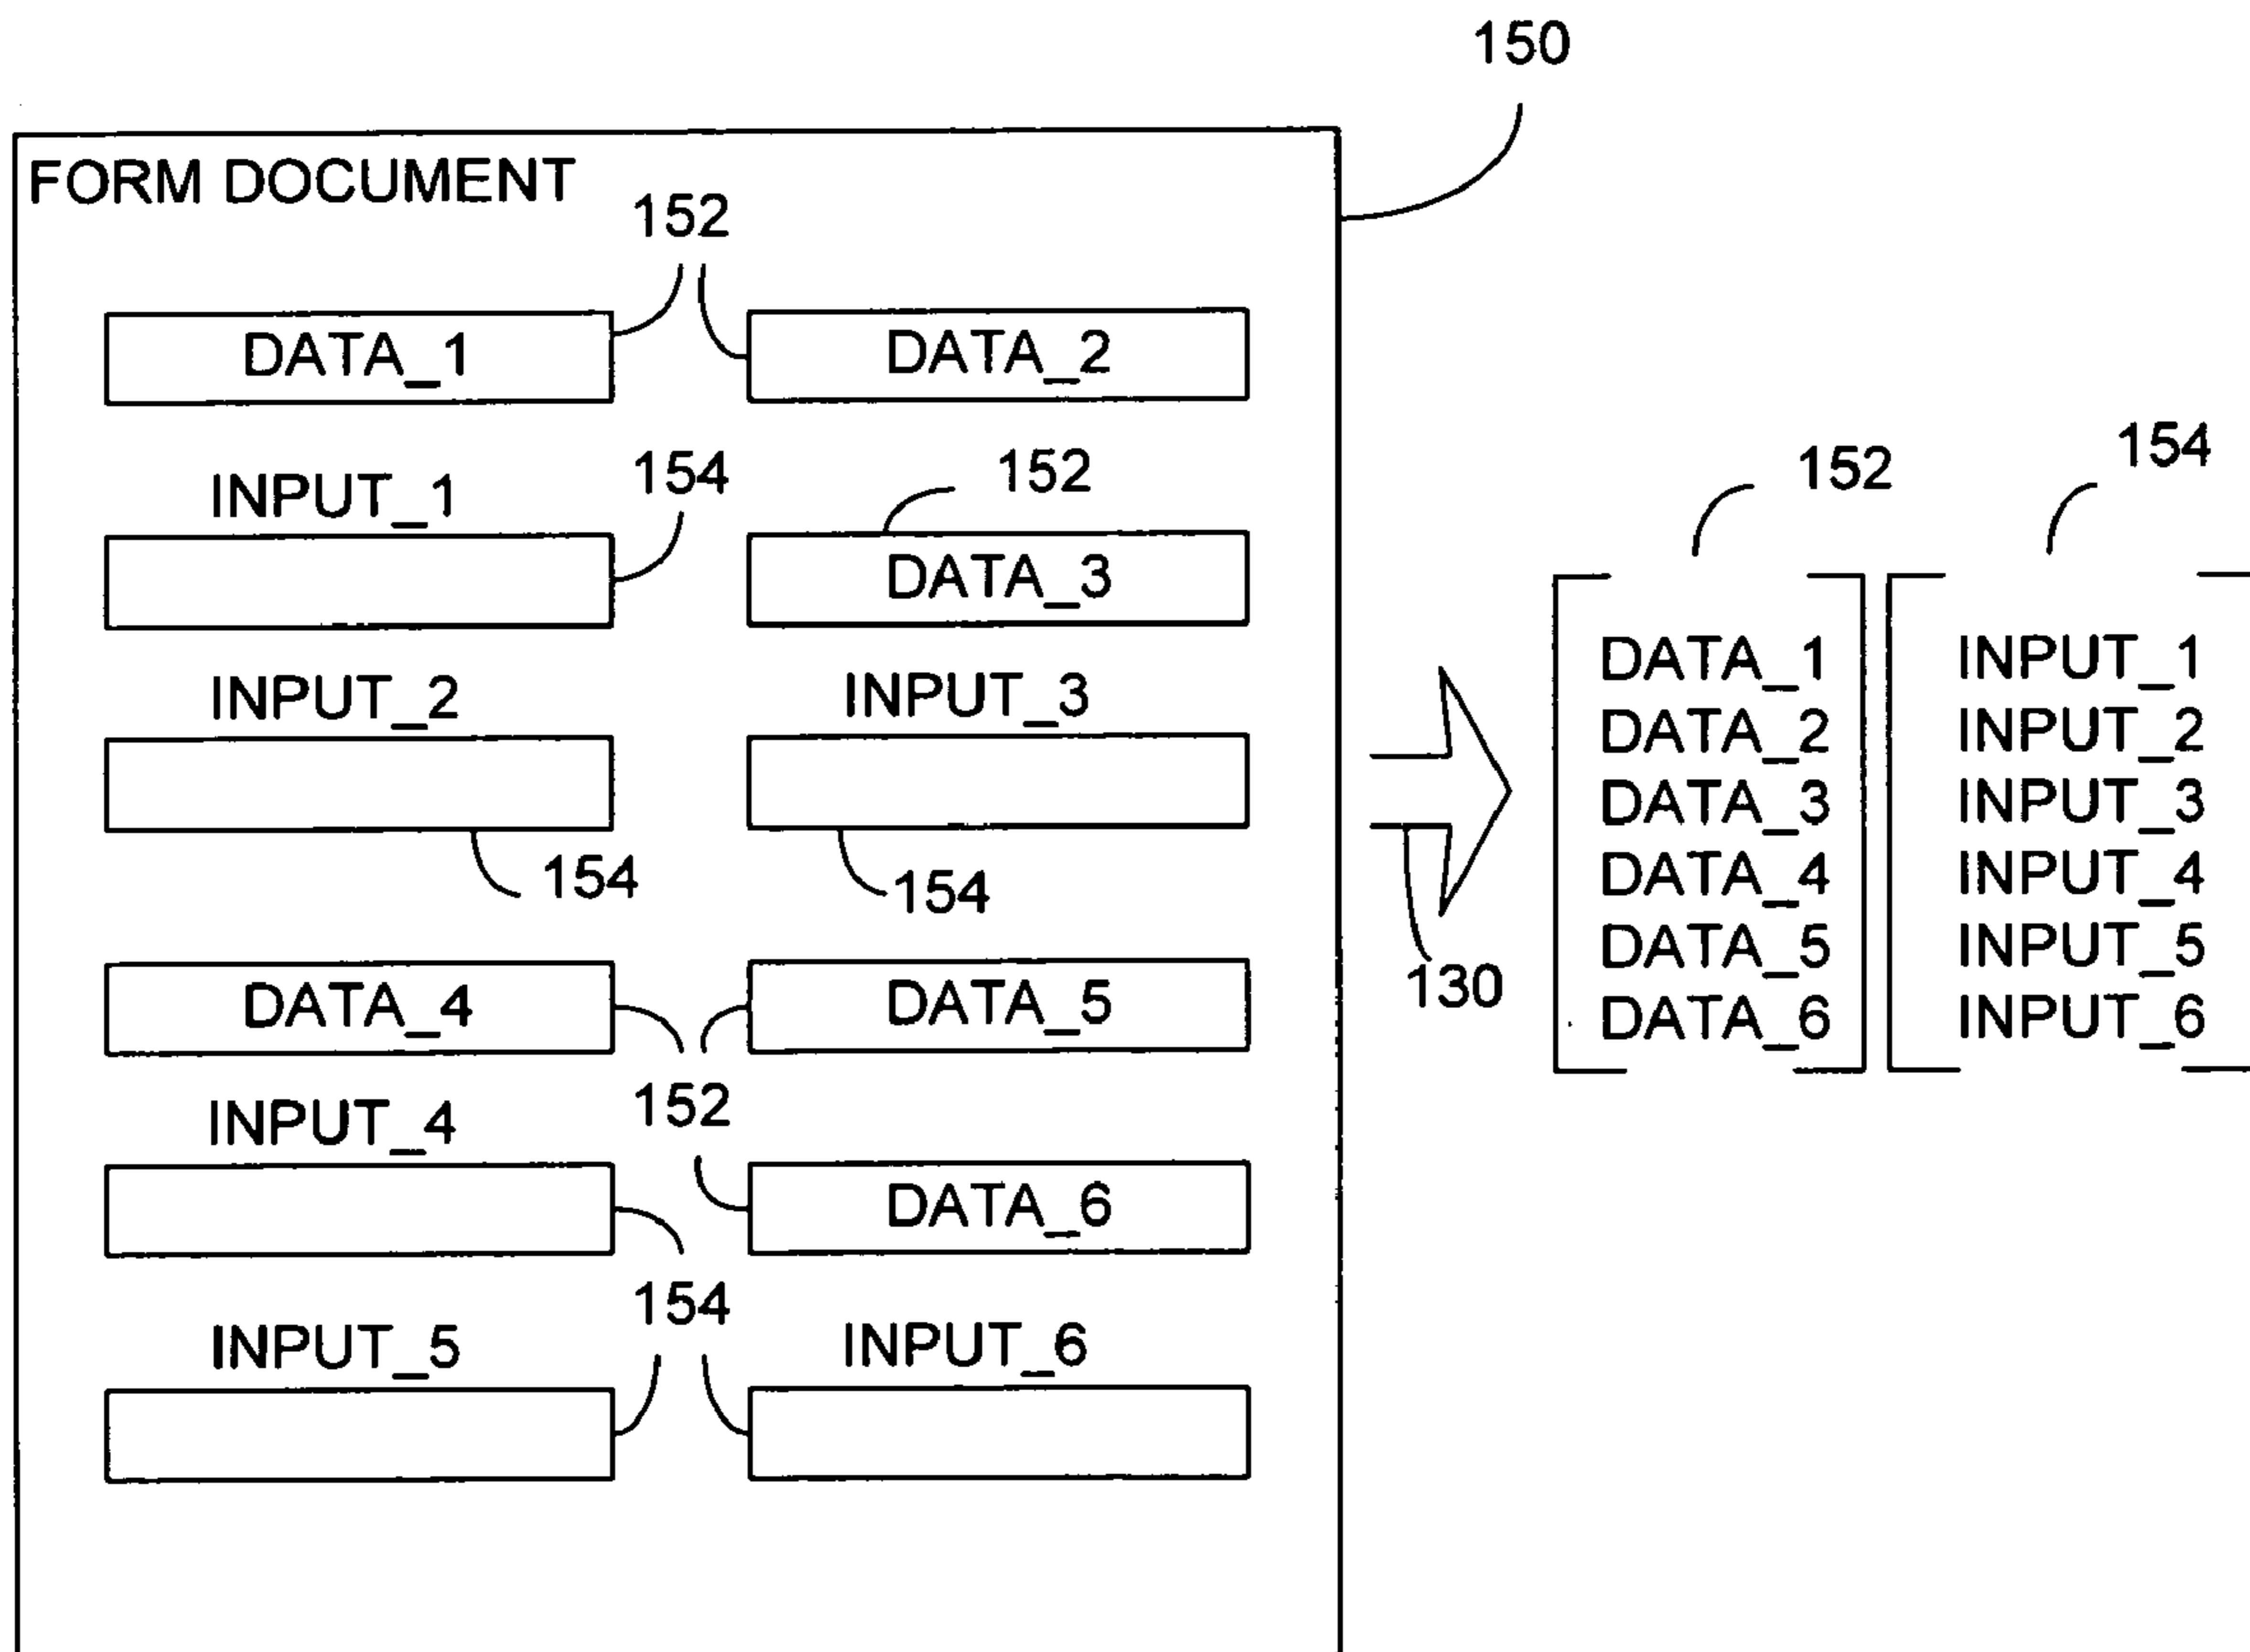 150
FORM DOCUMENT
152
DATA_1 DATA_2
INPUT_1 154 152
DATA_3
INPUT_2 INPUT_3
154 154
DATA_4 DATA_5
152
INPUT_4
DATA_6
154
INPUT_5 INPUT_6
130
152 154
DATA_1 INPUT_1
DATA_2 INPUT_2
DATA_3 INPUT_3
DATA_4 INPUT_4
DATA_5 INPUT_5
DATA_6 INPUT_6